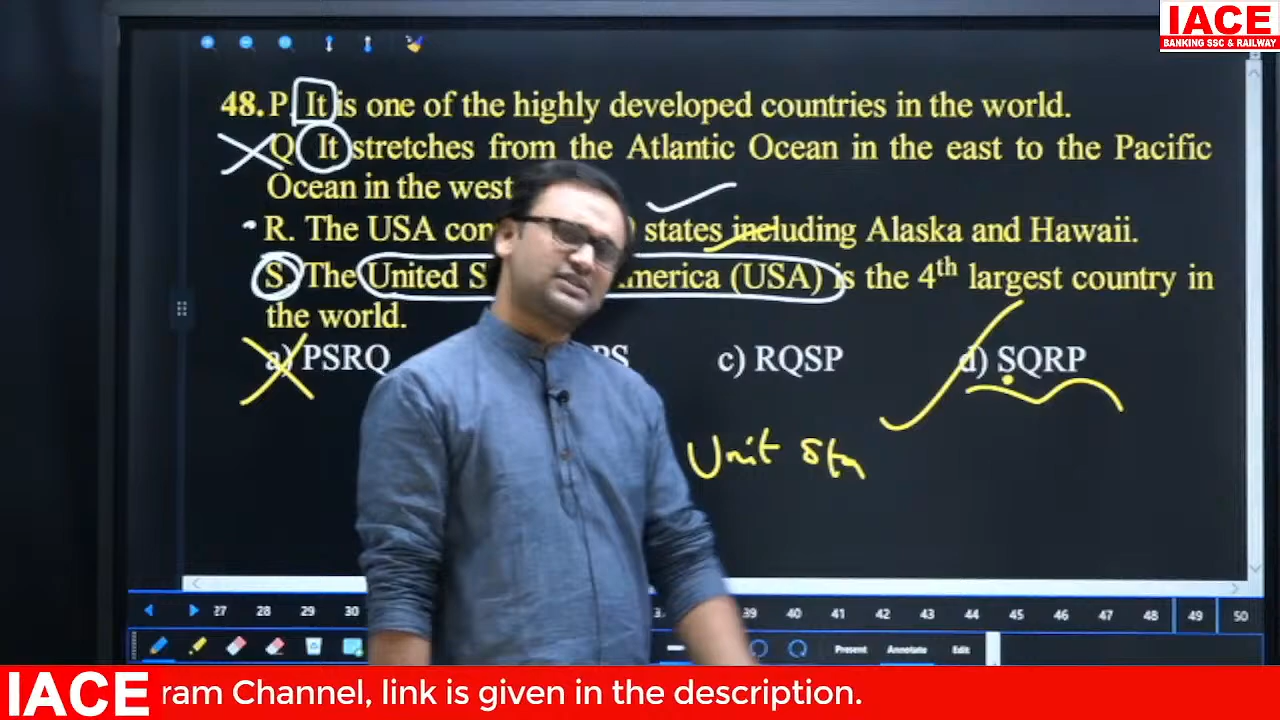 IACE
BANKING SSC & RAILWAY
48. P. It is one of the highly developed countries in the world.
Q It stretches from the Atlantic Ocean in the east to the Pacific
Ocean in the west
R. The USA con states including Alaska and Hawaii.
S. The United S merica (USA) is the 4th largest country in
the world.
a) PSRQ PS c) RQSP d) SQRP
Unit Sta
27 28 29 30 39 40 41 42 43 44 45 46 47 48 49 50
Present Annotate Edit
IACE ram Channel, link is given in the description.